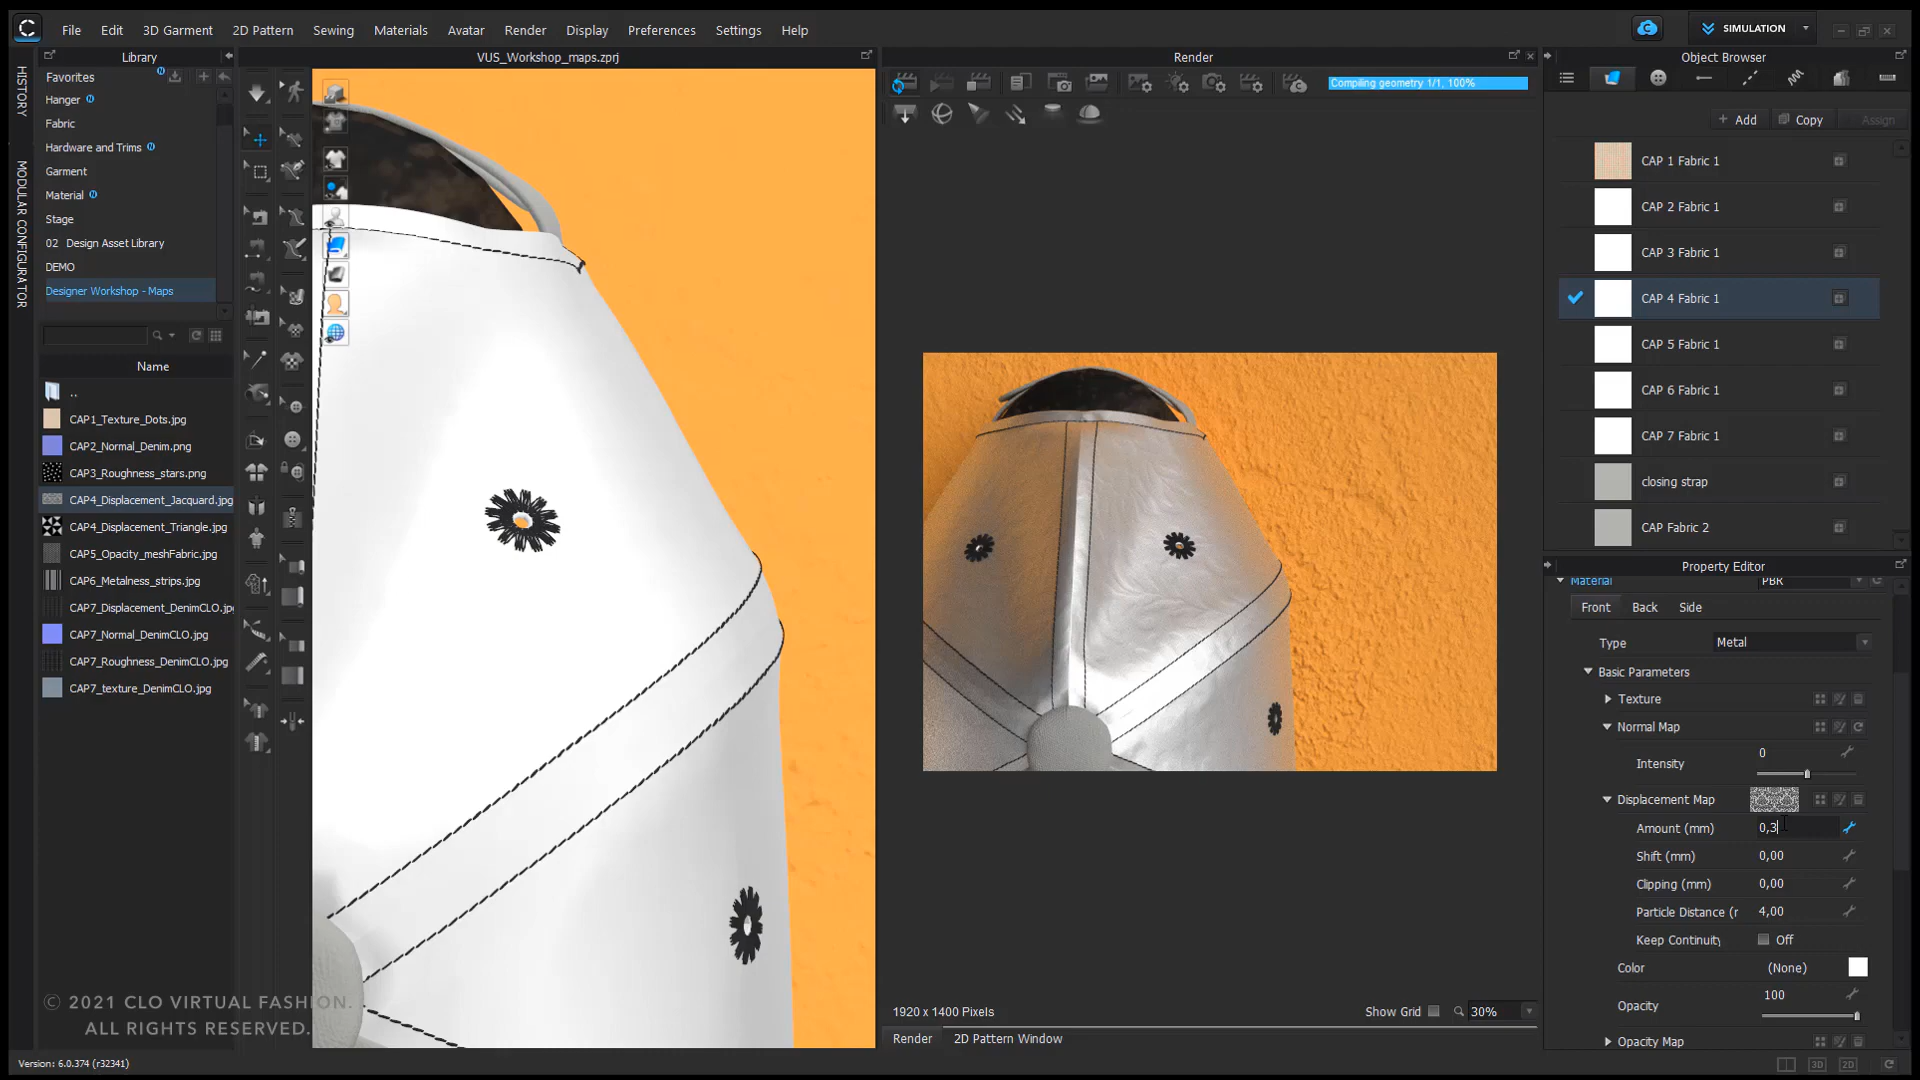 File Edit 3D Garment 2D Pattern Sewing Materials Avatar Render Display Preferences Settings Help
SIMULATION
Library
VUS_Workshop_maps.zprj
Render
Object Browser
HISTORY
MODULAR CONFIGURATOR
Favorites
Hanger
Fabric
Hardware and Trims
Garment
Material
Stage
02 Design Asset Library
DEMO
Designer Workshop - Maps
Name
..
CAP1_Texture_Dots.jpg
CAP2_Normal_Denim.png
CAP3_Roughness_stars.png
CAP4_Displacement_Jacquard.jpg
CAP4_Displacement_Triangle.jpg
CAP5_Opacity_meshFabric.jpg
CAP6_Metalness_strips.jpg
CAP7_Displacement_DenimCLO.jp
CAP7_Normal_DenimCLO.jpg
CAP7_Roughness_DenimCLO.jpg
CAP7_texture_DenimCLO.jpg
Compiling geometry 1/1, 100%
1920 x 1400 Pixels
Show Grid
30%
Render 2D Pattern Window
+ Add Copy Assign
CAP 1 Fabric 1
CAP 2 Fabric 1
CAP 3 Fabric 1
CAP 4 Fabric 1
CAP 5 Fabric 1
CAP 6 Fabric 1
CAP 7 Fabric 1
closing strap
CAP Fabric 2
Property Editor
Material PBR
Front Back Side
Type Metal
Basic Parameters
Texture
Normal Map
Intensity 0
Displacement Map
Amount (mm) 0,3
Shift (mm) 0,00
Clipping (mm) 0,00
Particle Distance (r 4,00
Keep Continuity Off
Color (None)
Opacity 100
Opacity Map
© 2021 CLO VIRTUAL FASHION.
ALL RIGHTS RESERVED.
Version: 6.0.374 (r32341)
3D 2D